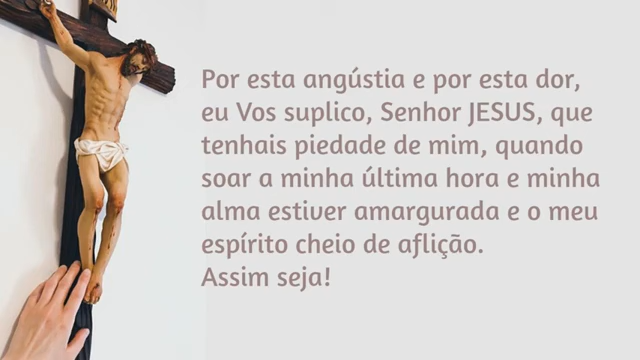 Por esta angústia e por esta dor,
eu Vos suplico, Senhor JESUS, que
tenhais piedade de mim, quando
soar a minha última hora e minha
alma estiver amargurada e o meu
espírito cheio de aflição.
Assim seja!